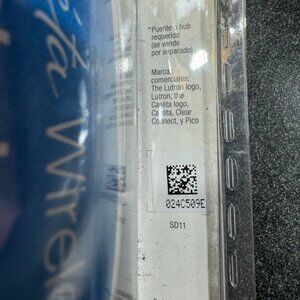 *Puente o hub
requerido
(se vende
por separado)
Marcas
comerciales:
The Lutron logo,
Lutron, the
Caséta logo,
Caséta, Clear
Connect, y Pico
024C509E
SD11